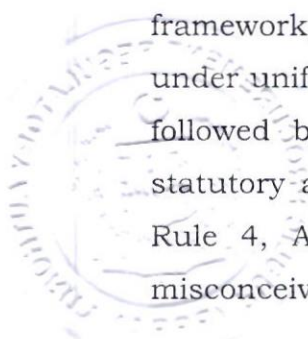 framework
under unif
followed b
statutory a
Rule 4, A
misconceiv